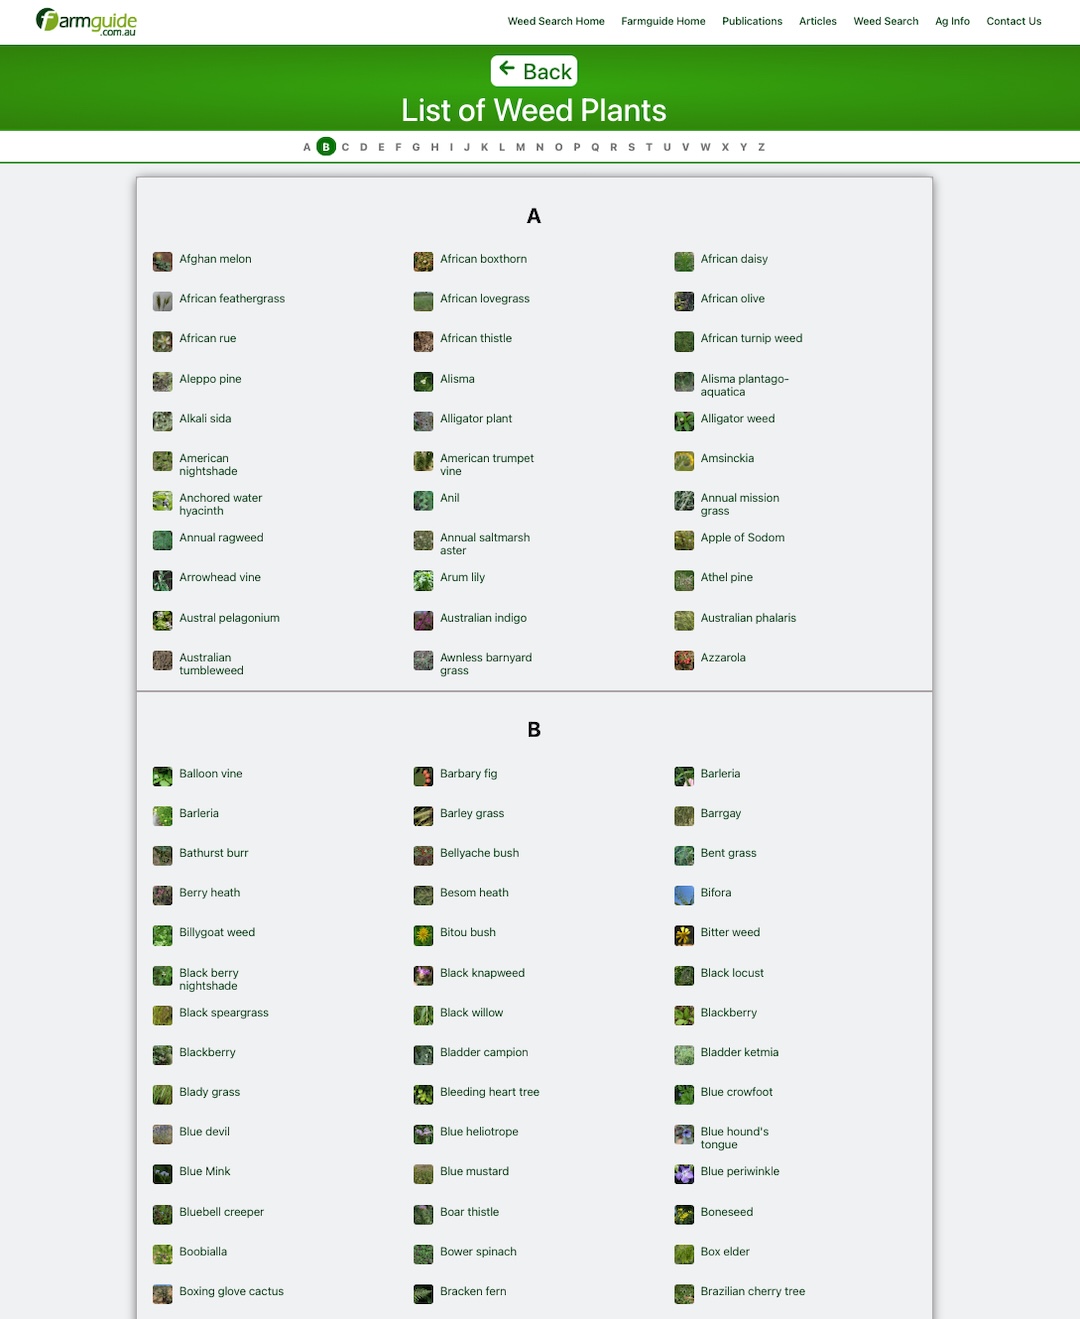 farmguide
.com.au
Weed Search Home Farmguide Home Publications Articles Weed Search Ag Info Contact Us
Back
List of Weed Plants
A B C D E F G H I J K L M N O P Q R S T U V W X Y Z
A
Afghan melon African boxthorn African daisy
African feathergrass African lovegrass African olive
African rue African thistle African turnip weed
Aleppo pine Alisma Alisma plantago-
aquatica
Alkali sida Alligator plant Alligator weed
American American trumpet Amsinckia
nightshade vine
Anchored water Anil Annual mission
hyacinth grass
Annual ragweed Annual saltmarsh Apple of Sodom
aster
Arrowhead vine Arum lily Athel pine
Austral pelagonium Australian indigo Australian phalaris
Australian Awnless barnyard Azzarola
tumbleweed grass
B
Balloon vine Barbary fig Barleria
Barleria Barley grass Barrgay
Bathurst burr Bellyache bush Bent grass
Berry heath Besom heath Bifora
Billygoat weed Bitou bush Bitter weed
Black berry Black knapweed Black locust
nightshade
Black speargrass Black willow Blackberry
Blackberry Bladder campion Bladder ketmia
Blady grass Bleeding heart tree Blue crowfoot
Blue devil Blue heliotrope Blue hound's
tongue
Blue Mink Blue mustard Blue periwinkle
Bluebell creeper Boar thistle Boneseed
Boobialla Bower spinach Box elder
Boxing glove cactus Bracken fern Brazilian cherry tree